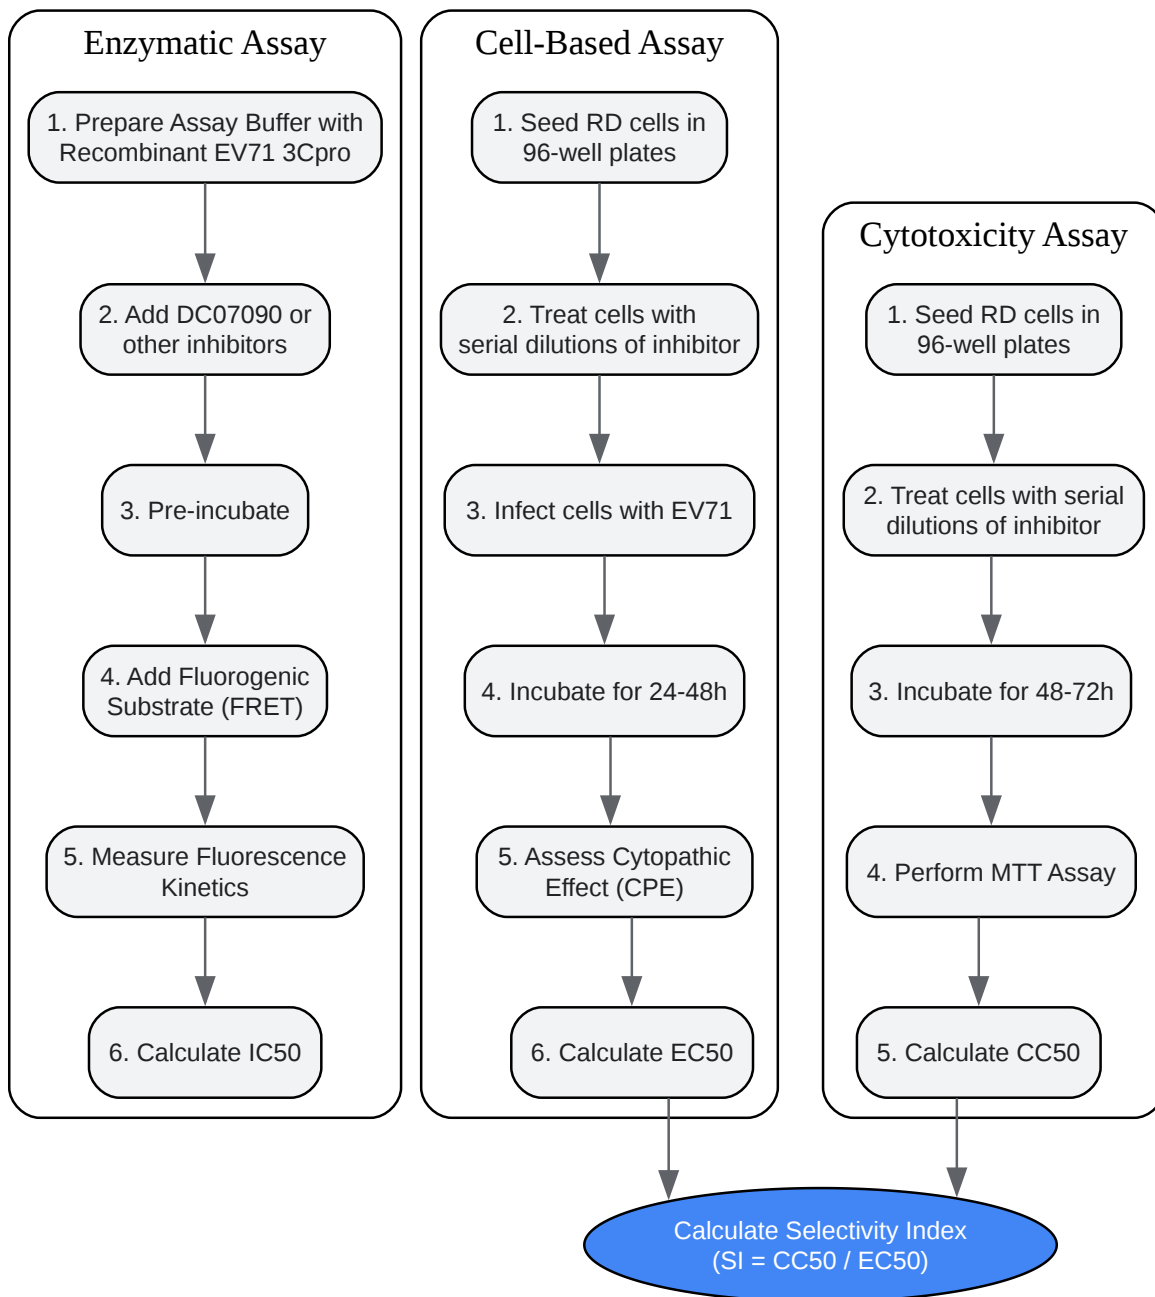 Enzymatic Assay
1. Prepare Assay Buffer with
Recombinant EV71 3Cpro
2. Add DC07090 or
other inhibitors
3. Pre-incubate
4. Add Fluorogenic
Substrate (FRET)
5. Measure Fluorescence
Kinetics
6. Calculate IC50
Cell-Based Assay
1. Seed RD cells in
96-well plates
2. Treat cells with
serial dilutions of inhibitor
3. Infect cells with EV71
4. Incubate for 24-48h
5. Assess Cytopathic
Effect (CPE)
6. Calculate EC50
Cytotoxicity Assay
1. Seed RD cells in
96-well plates
2. Treat cells with serial
dilutions of inhibitor
3. Incubate for 48-72h
4. Perform MTT Assay
5. Calculate CC50
Calculate Selectivity Index
(SI = CC50 / EC50)